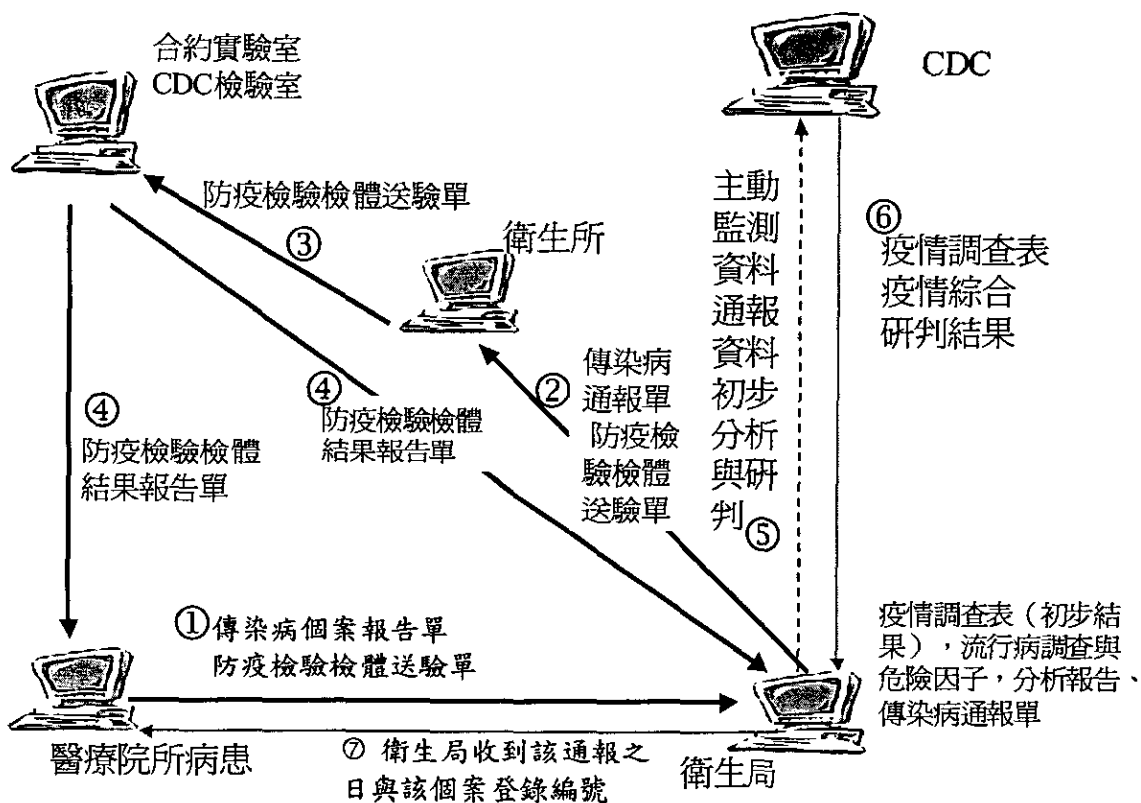 合約實驗室
CDC檢驗室
CDC
防疫檢驗檢體送驗單
③
衛生所
主動
監測
資料
通報
資料
初步
分析
與研
判⑤
⑥
疫情調查表
疫情綜合
研判結果
②
傳染病
通報單
防疫檢
驗檢體
送驗單
④
防疫檢驗檢體
結果報告單
④
防疫檢驗檢體
結果報告單
①傳染病個案報告單
防疫檢驗檢體送驗單
疫情調查表（初步結
果），流行病調查與
危險因子，分析報告、
傳染病通報單
醫療院所病患
⑦ 衛生局收到該通報之
日與該個案登錄編號
衛生局